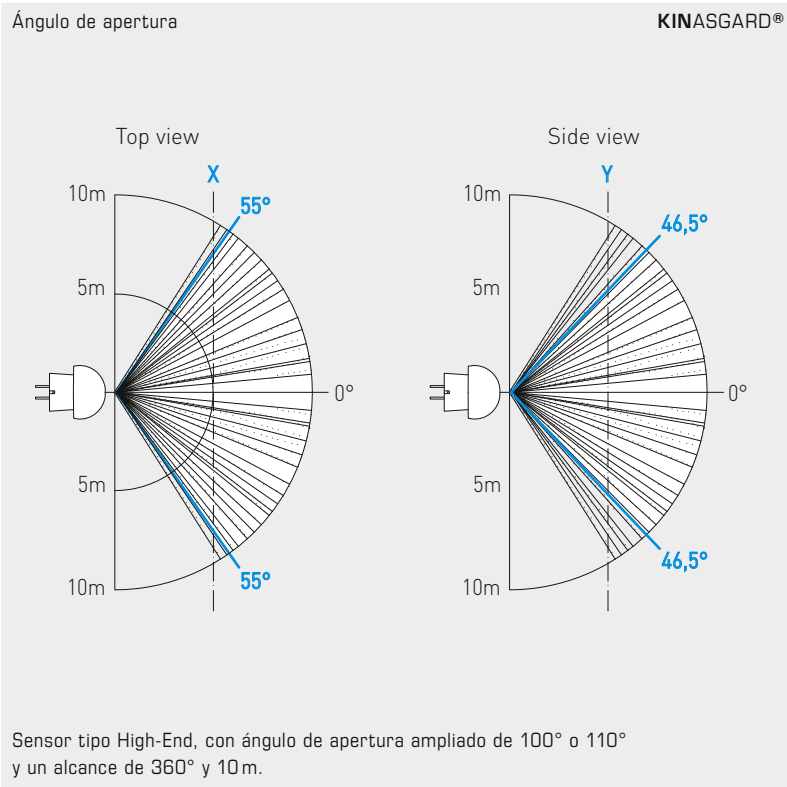 Ángulo de apertura
KINASGARD®
Top view
X
10m
55°
5m
0°
5m
10m
55°
Side view
Y
10m
46,5°
5m
0°
5m
10m
46,5°
Sensor tipo High-End, con ángulo de apertura ampliado de 100° o 110°
y un alcance de 360° y 10 m.